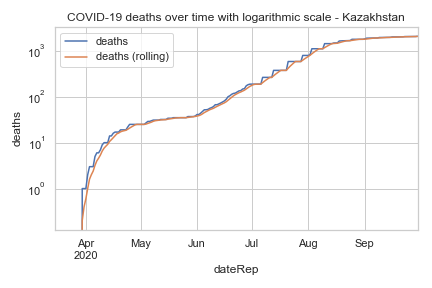 COVID-19 deaths over time with logarithmic scale - Kazakhstan
deaths
deaths (rolling)
10³
10²
10¹
10⁰
deaths
Apr May Jun Jul Aug Sep
2020
dateRep